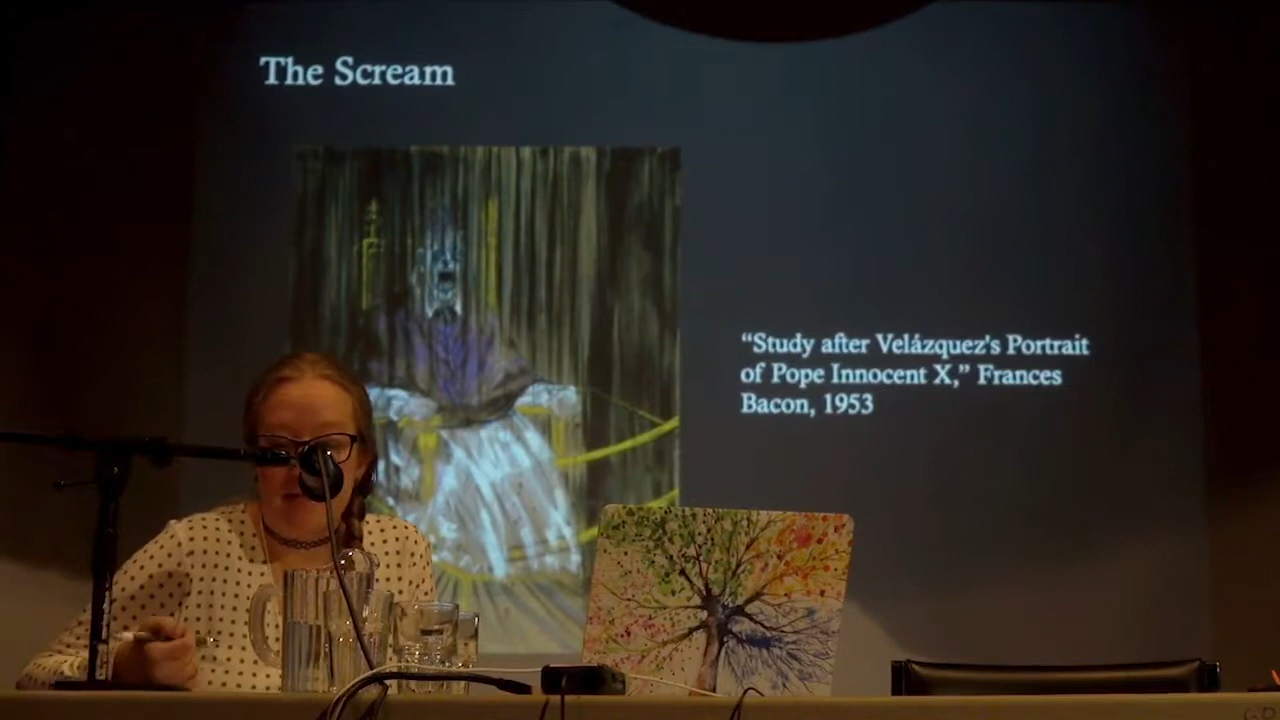 The Scream
“Study after Velázquez's Portrait
of Pope Innocent X,” Frances
Bacon, 1953